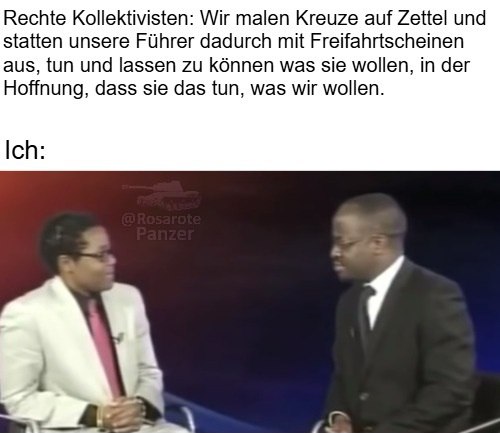 Rechte Kollektivisten: Wir malen Kreuze auf Zettel und
statten unsere Führer dadurch mit Freifahrtscheinen
aus, tun und lassen zu können was sie wollen, in der
Hoffnung, dass sie das tun, was wir wollen.
Ich:
@Rosarote
Panzer